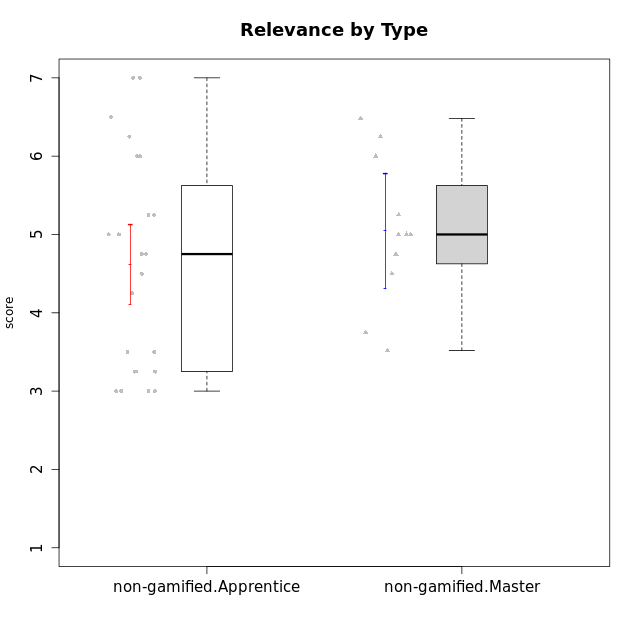 Relevance by Type
score
7
6
5
4
3
2
1
non-gamified.Apprentice
non-gamified.Master